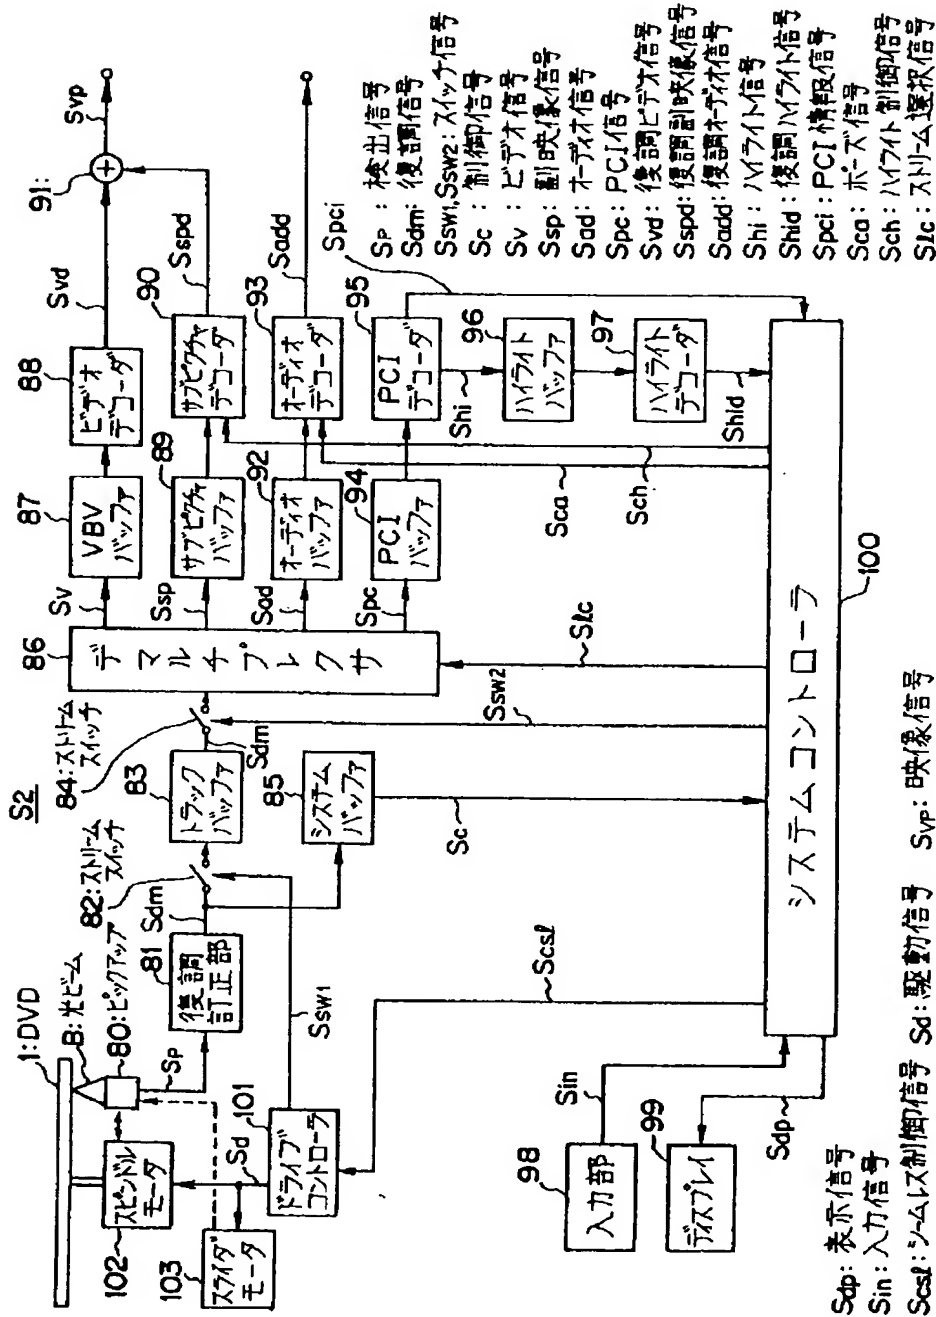 S2
1:DVD
B:光ビーム
80:ピックアップ
Sp
スピンドル
モータ
102
スライダ
モータ
103
Sd
101
ドライブ
コントローラ
81
復調
訂正部
Sdm
82:ストリーム
スイッチ
Ssw1
83
トラック
バッファ
84:ストリーム
スイッチ
Sdm
85
システム
バッファ
Sc
Ssw2
86
デマルチプレクサ
Slc
Sv
87
VBV
バッファ
88
ビデオ
デコーダ
Svd
91:
Svp
Ssp
89
サブピクチャ
バッファ
90
サブピクチャ
デコーダ
Sspd
Sad
92
オーディオ
バッファ
93
オーディオ
デコーダ
Sadd
Spc
94
PCI
バッファ
95
PCI
デコーダ
Spci
Shi
96
ハイライト
バッファ
97
ハイライト
デコーダ
Shid
Sca
Sch
Scsl
98
入力部
Sin
99
ディスプレイ
Sdp
システムコントローラ
100
Sp:検出信号
Sdm:復調信号
Ssw1,Ssw2:スイッチ信号
Sc:制御信号
Sv:ビデオ信号
Ssp:副映像信号
Sad:オーディオ信号
Spc:PCI信号
Svd:復調ビデオ信号
Sspd:復調副映像信号
Sadd:復調オーディオ信号
Shi:ハイライト信号
Shid:復調ハイライト信号
Spci:PCI情報信号
Sca:ポーズ信号
Sch:ハイライト制御信号
Slc:ストリーム選択信号
Sdp:表示信号
Sin:入力信号
Scsl:シームレス制御信号 Sd:駆動信号 Svp:映像信号